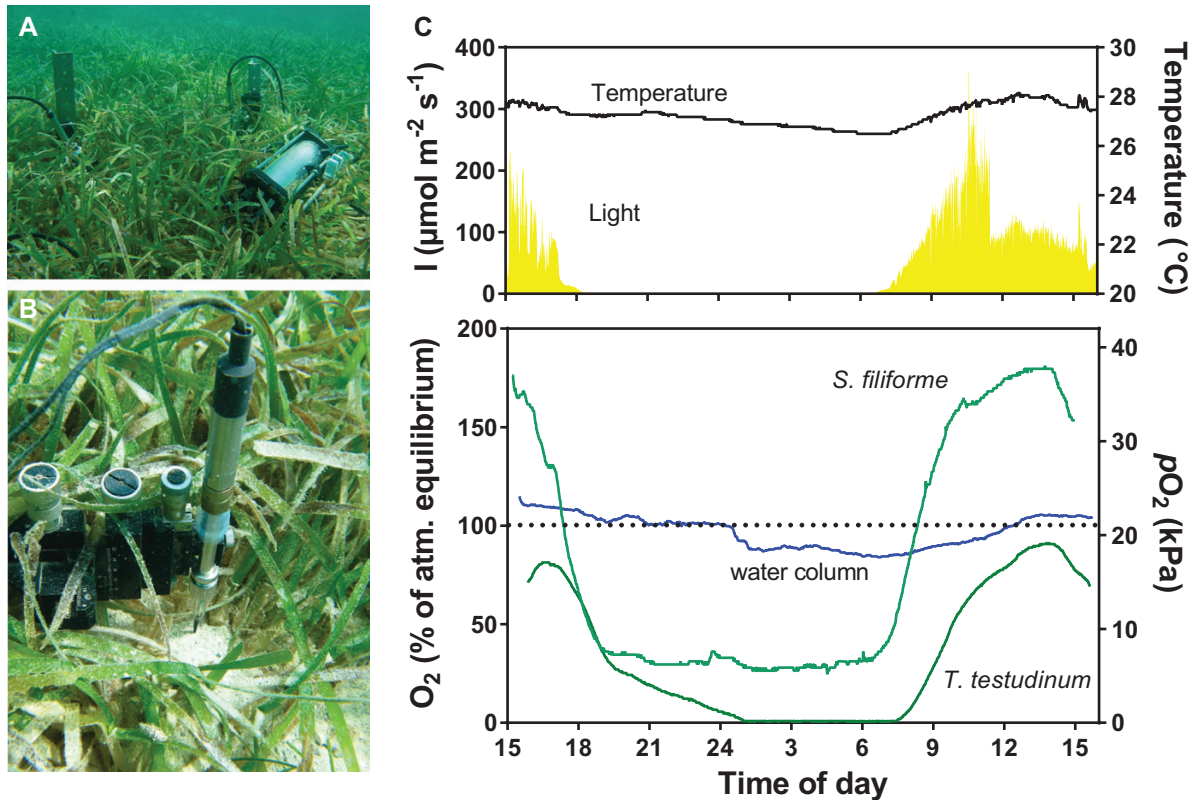 A
B
C
400
300
200
100
0
I (µmol m⁻² s⁻¹)
Temperature
Light
30
28
26
24
22
20
Temperature (°C)
200
150
100
50
0
O₂ (% of atm. equilibrium)
S. filiforme
water column
T. testudinum
40
30
20
10
0
pO₂ (kPa)
15 18 21 24 3 6 9 12 15
Time of day